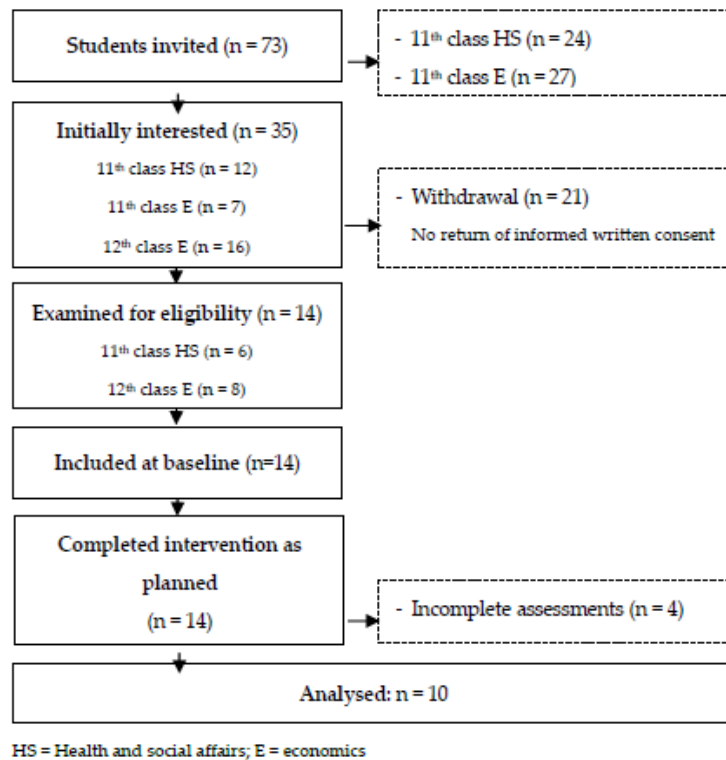 Students invited (n = 73)
- 11th class HS (n = 24)
- 11th class E (n = 27)
Initially interested (n = 35)
11th class HS (n = 12)
11th class E (n = 7)
12th class E (n = 16)
- Withdrawal (n = 21)
No return of informed written consent
Examined for eligibility (n = 14)
11th class HS (n = 6)
12th class E (n = 8)
Included at baseline (n=14)
Completed intervention as
planned
(n = 14)
- Incomplete assessments (n = 4)
Analysed: n = 10
HS = Health and social affairs; E = economics